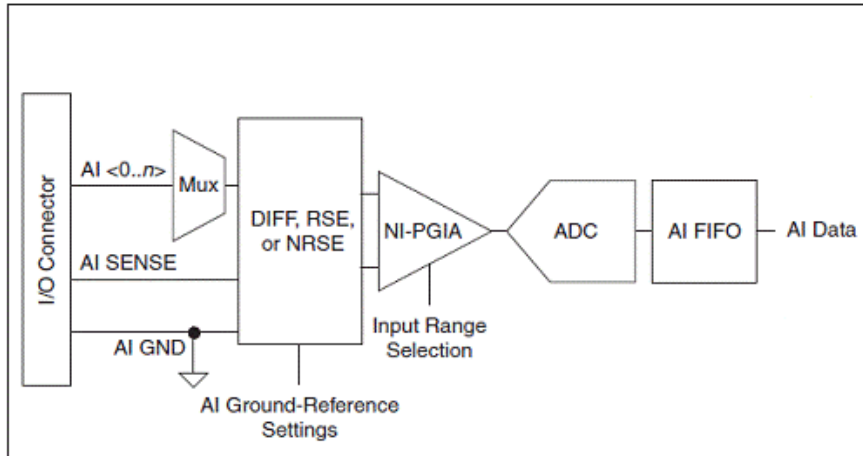 I/O Connector
AI <0..n>
Mux
AI SENSE
AI GND
DIFF, RSE,
or NRSE
AI Ground-Reference
Settings
NI-PGIA
Input Range
Selection
ADC
AI FIFO
AI Data